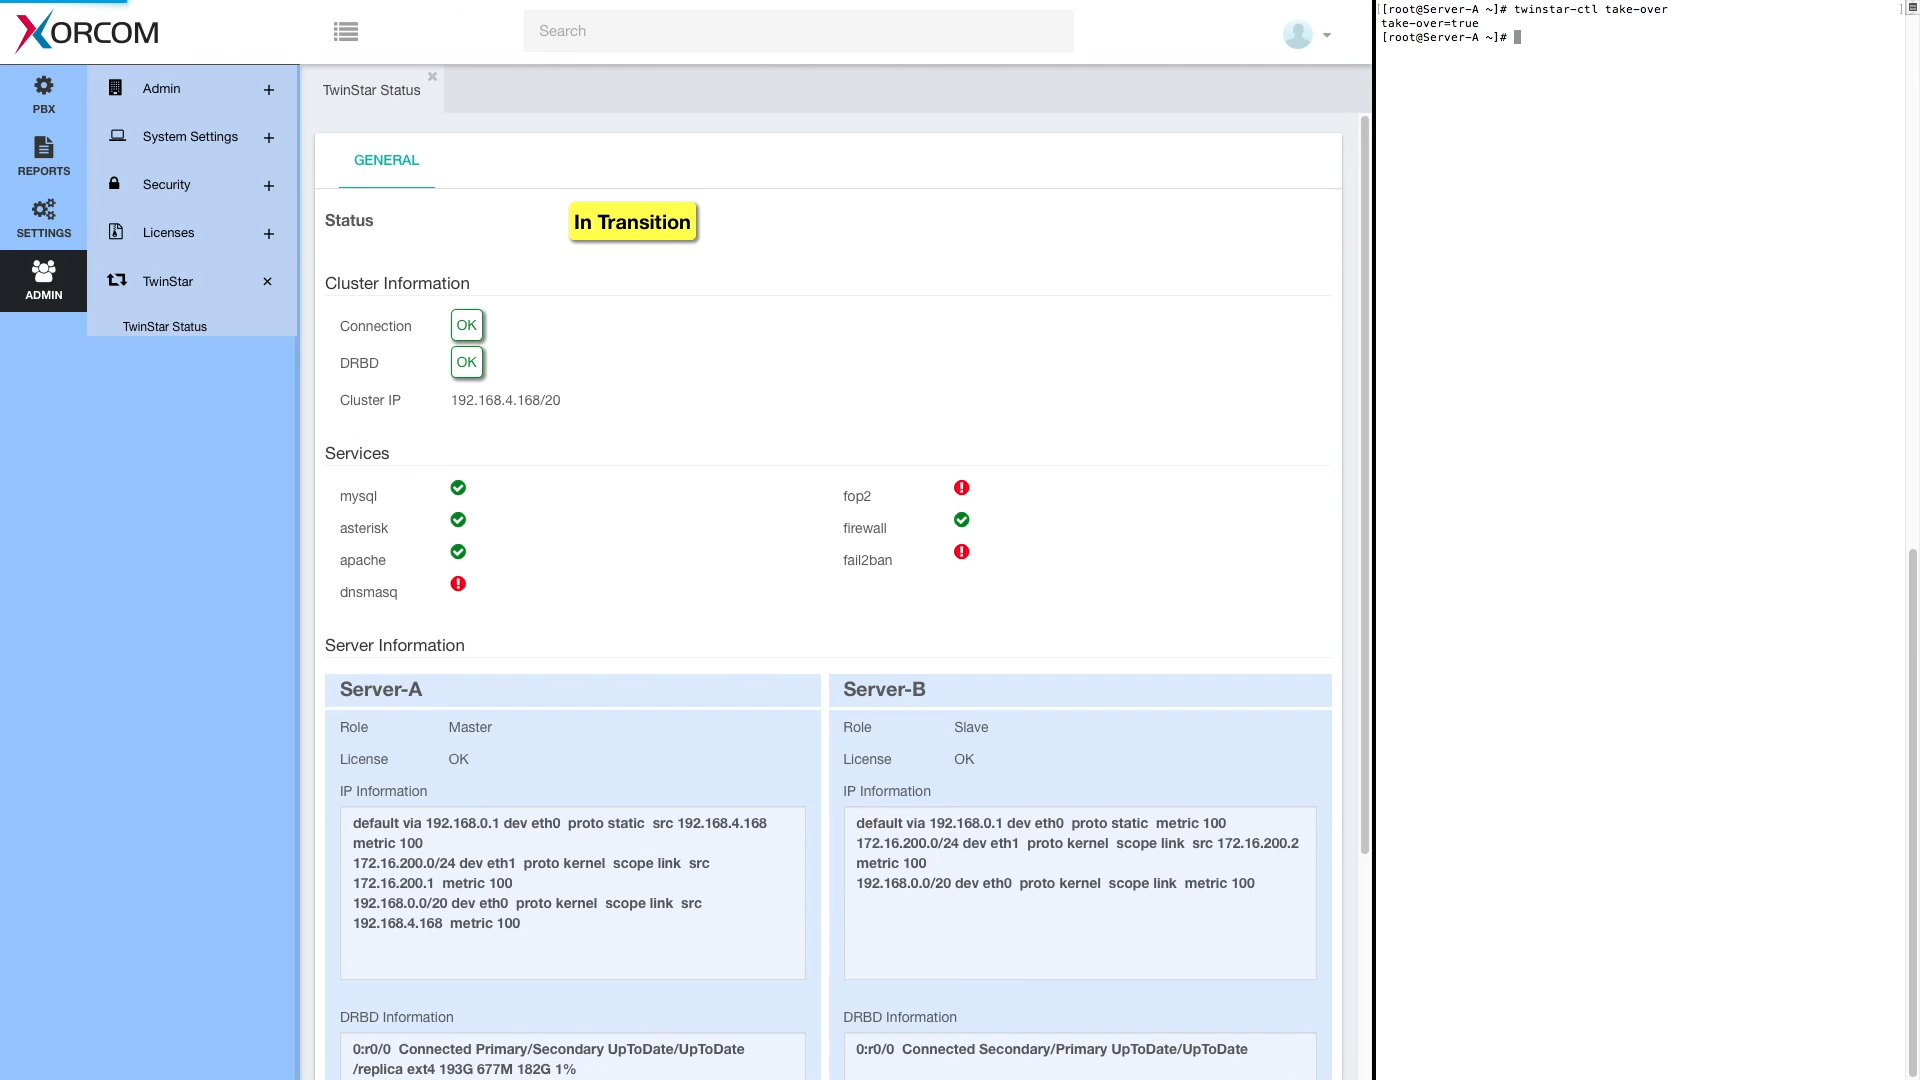 XORCOM
Search
[root@Server-A ~]# twinstar-ctl take-over
take-over=true
[root@Server-A ~]#
PBX
REPORTS
SETTINGS
ADMIN
Admin
System Settings
Security
Licenses
TwinStar
TwinStar Status
TwinStar Status
GENERAL
Status
In Transition
Cluster Information
Connection OK
DRBD OK
Cluster IP 192.168.4.168/20
Services
mysql
asterisk
apache
dnsmasq
fop2
firewall
fail2ban
Server Information
Server-A
Role Master
License OK
IP Information
default via 192.168.0.1 dev eth0 proto static src 192.168.4.168
metric 100
172.16.200.0/24 dev eth1 proto kernel scope link src
172.16.200.1 metric 100
192.168.0.0/20 dev eth0 proto kernel scope link src
192.168.4.168 metric 100
DRBD Information
0:r0/0 Connected Primary/Secondary UpToDate/UpToDate
/replica ext4 193G 677M 182G 1%
Server-B
Role Slave
License OK
IP Information
default via 192.168.0.1 dev eth0 proto static metric 100
172.16.200.0/24 dev eth1 proto kernel scope link src 172.16.200.2
metric 100
192.168.0.0/20 dev eth0 proto kernel scope link metric 100
DRBD Information
0:r0/0 Connected Secondary/Primary UpToDate/UpToDate